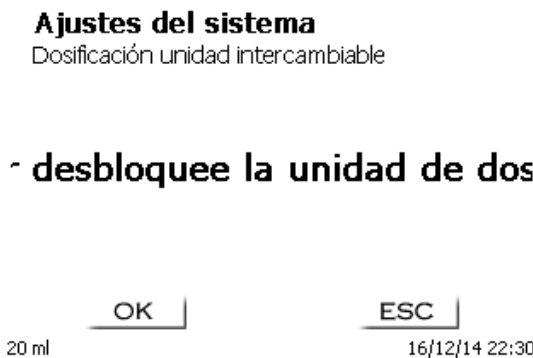 Ajustes del sistema
Dosificación unidad intercambiable
desbloquee la unidad de dos
OK ESC
20 ml 16/12/14 22:30